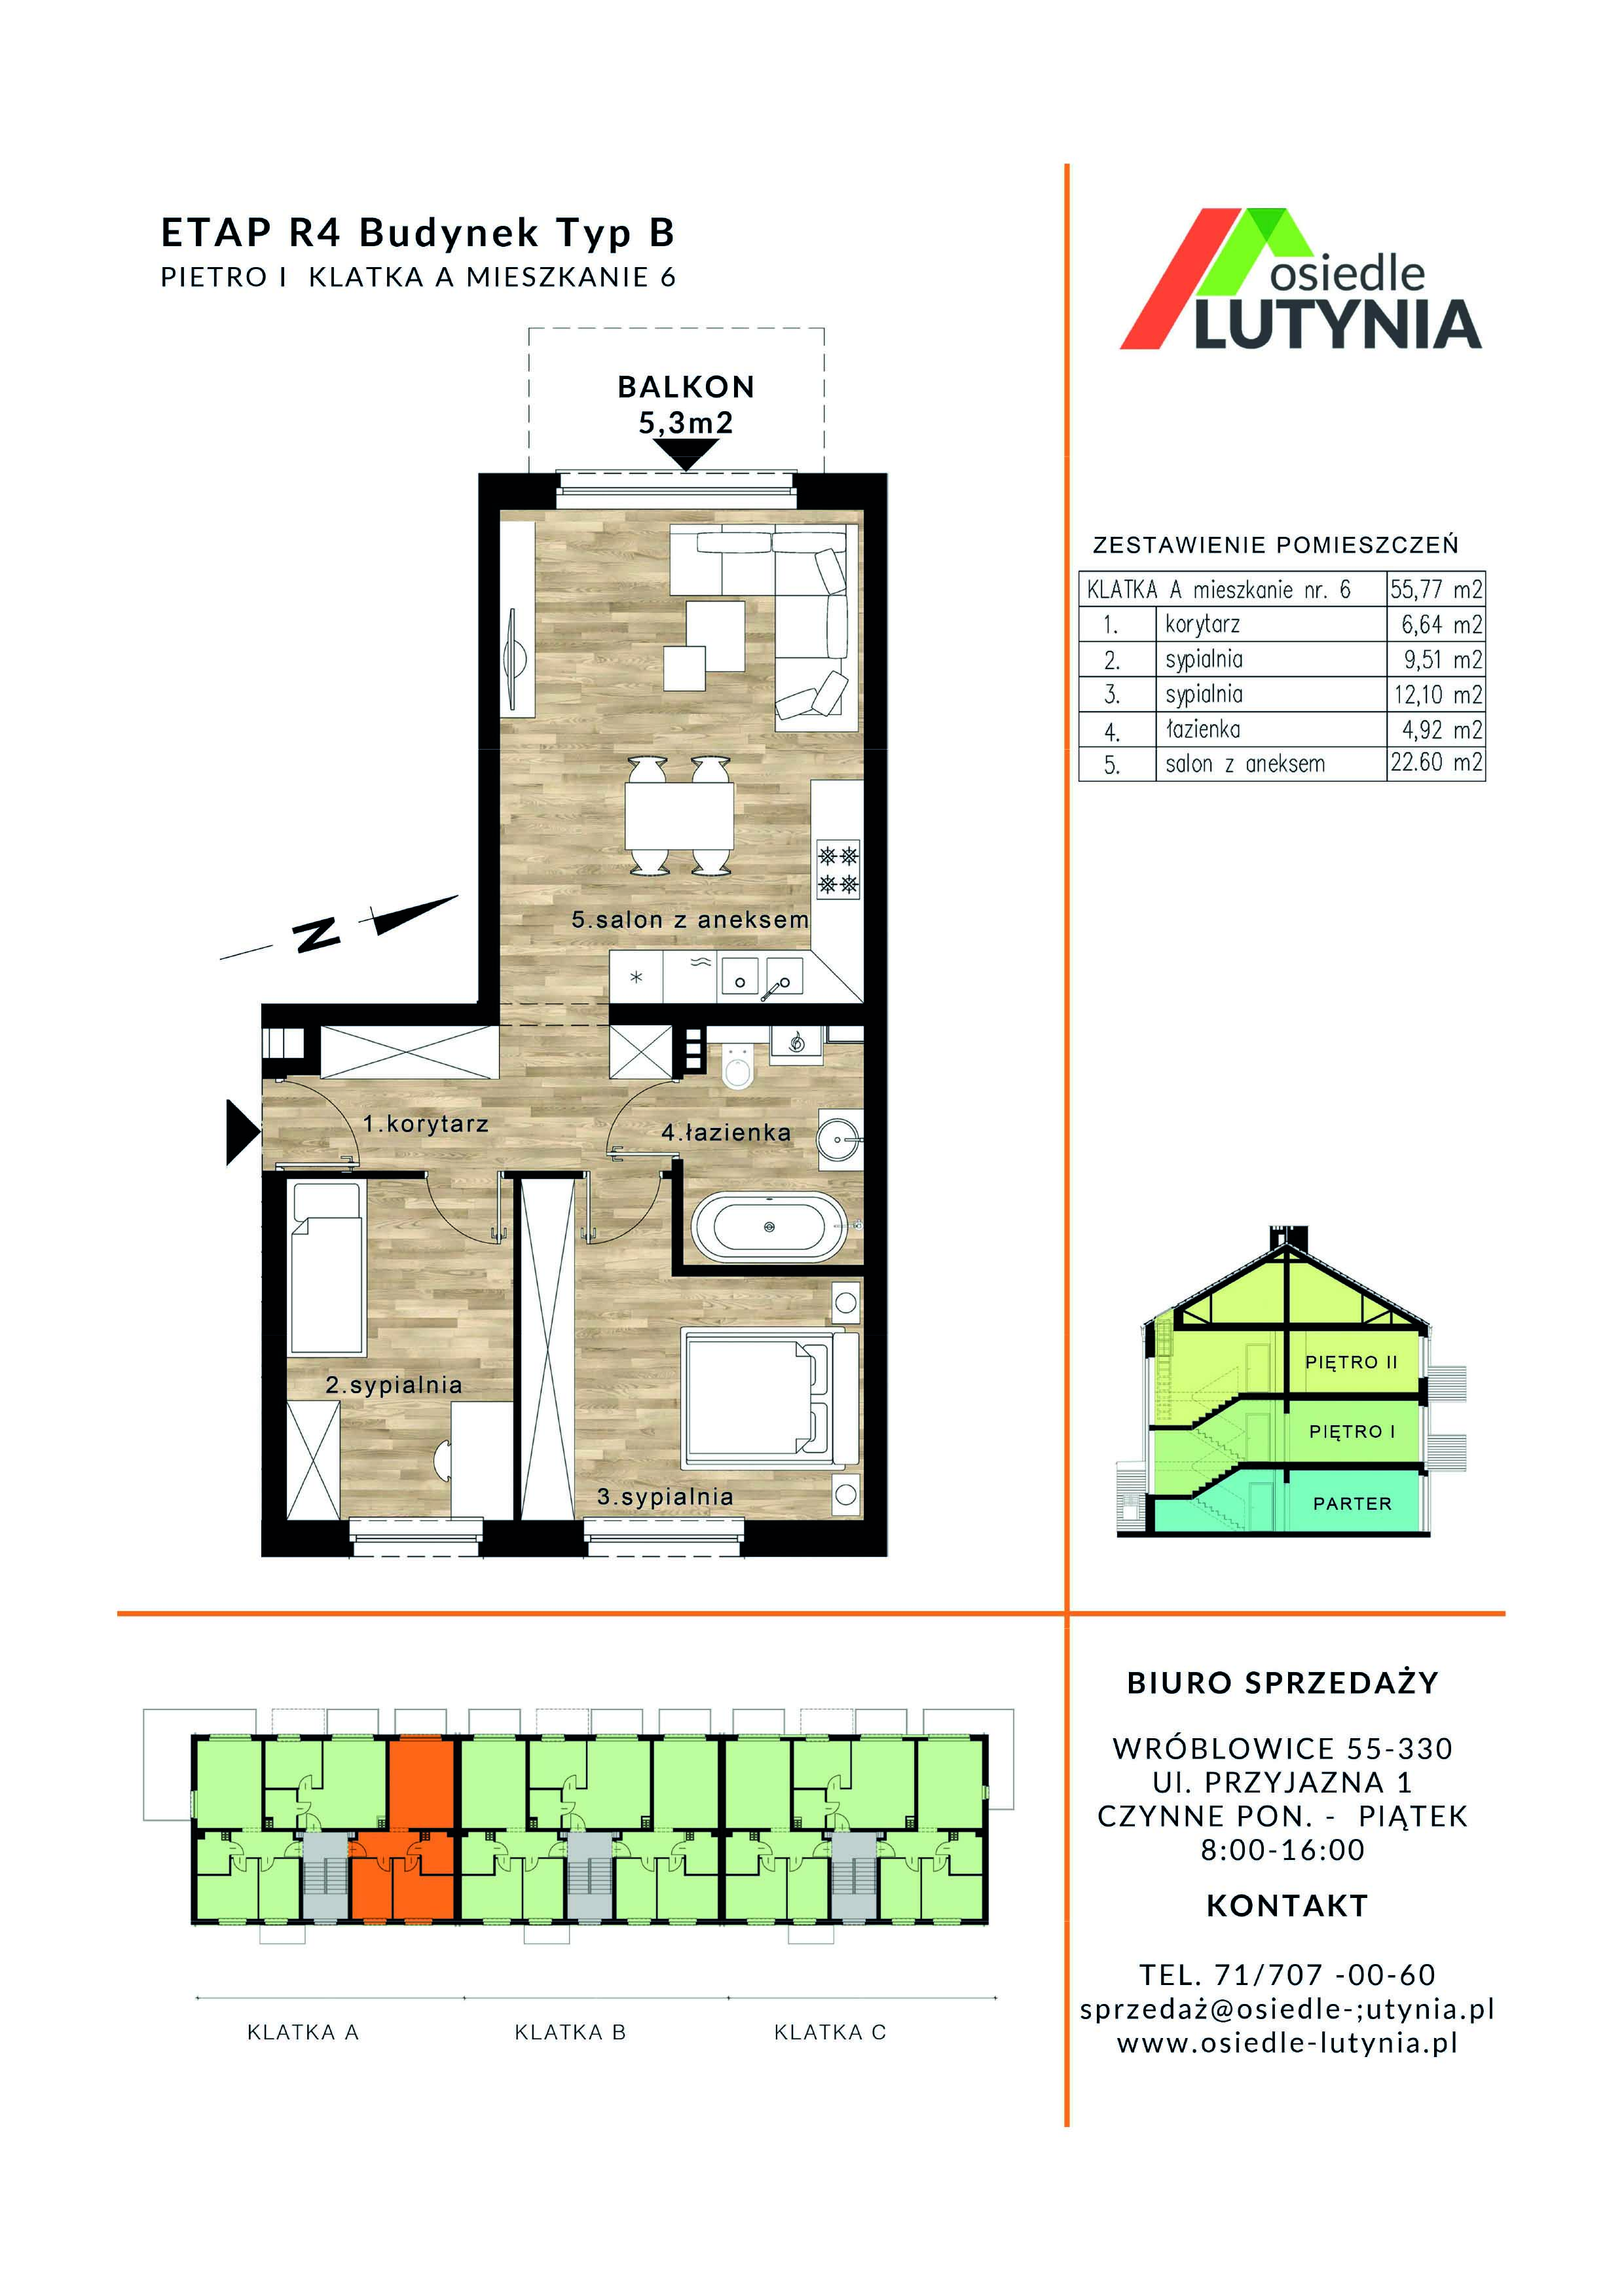 ETAP R4 Budynek Typ B
PIETRO I KLATKA A MIESZKANIE 6
osiedle
LUTYNIA
BALKON
5,3m2
ZESTAWIENIE POMIESZCZEŃ
KLATKA A mieszkanie nr. 6 55,77 m2
1. korytarz 6,64 m2
2. sypialnia 9,51 m2
3. sypialnia 12,10 m2
4. łazienka 4,92 m2
5. salon z aneksem 22.60 m2
5.salon z aneksem
N
1.korytarz
4.łazienka
2.sypialnia
3.sypialnia
PIĘTRO II
PIĘTRO I
PARTER
BIURO SPRZEDAŻY
WRÓBLOWICE 55-330
Ul. PRZYJAZNA 1
CZYNNE PON. - PIĄTEK
8:00-16:00
KONTAKT
TEL. 71/707 -00-60
sprzedaż@osiedle-;utynia.pl
www.osiedle-lutynia.pl
KLATKA A
KLATKA B
KLATKA C